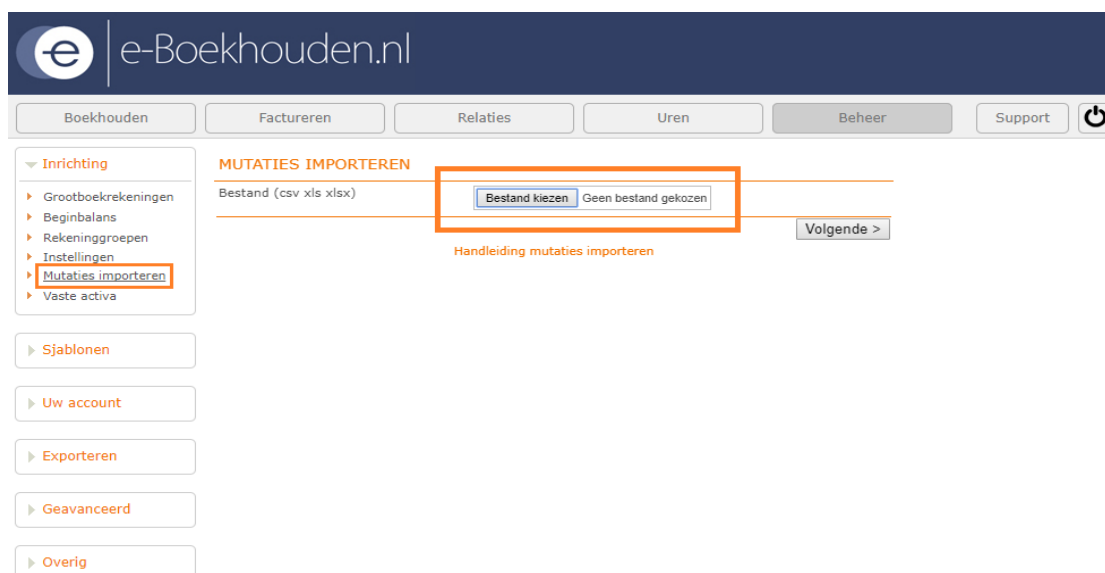 e e-Boekhouden.nl
Boekhouden Factureren Relaties Uren Beheer Support
Inrichting
Grootboekrekeningen
Beginbalans
Rekeninggroepen
Instellingen
Mutaties importeren
Vaste activa
Sjablonen
Uw account
Exporteren
Geavanceerd
Overig
MUTATIES IMPORTEREN
Bestand (csv xls xlsx) Bestand kiezen Geen bestand gekozen
Volgende >
Handleiding mutaties importeren